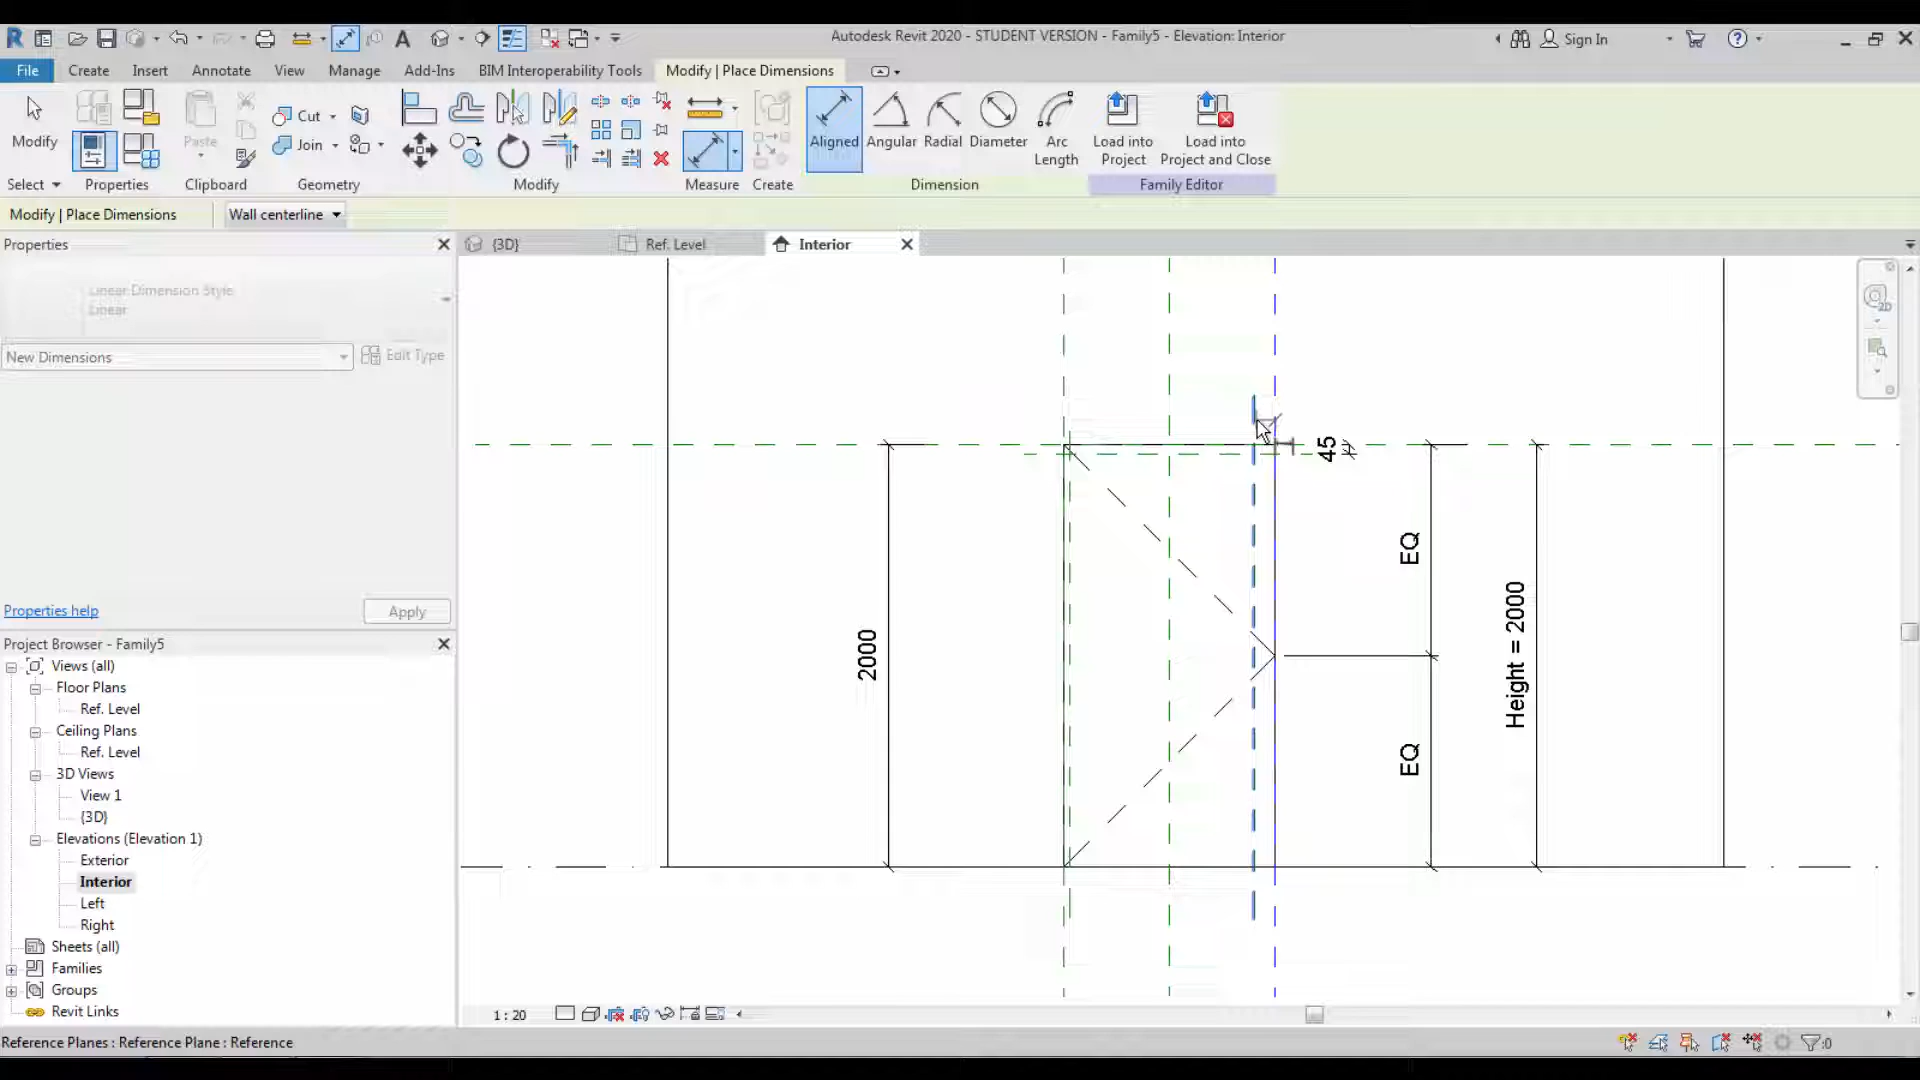 Autodesk Revit 2020 - STUDENT VERSION - Family5 - Elevation: Interior
Sign In
File
Create
Insert
Annotate
View
Manage
Add-Ins
BIM Interoperability Tools
Modify | Place Dimensions
Modify
Paste
Cut
Join
Aligned
Angular
Radial
Diameter
Arc
Length
Load into
Project
Load into
Project and Close
Select
Properties
Clipboard
Geometry
Modify
Measure
Create
Dimension
Family Editor
Modify | Place Dimensions
Wall centerline
Properties
{3D}
Ref. Level
Interior
Linear Dimension Style
Linear
New Dimensions
Edit Type
Properties help
Apply
Project Browser - Family5
Views (all)
Floor Plans
Ref. Level
Ceiling Plans
Ref. Level
3D Views
View 1
{3D}
Elevations (Elevation 1)
Exterior
Interior
Left
Right
Sheets (all)
Families
Groups
Revit Links
2D
45
EQ
2000
Height = 2000
EQ
1 : 20
Reference Planes : Reference Plane : Reference
:0